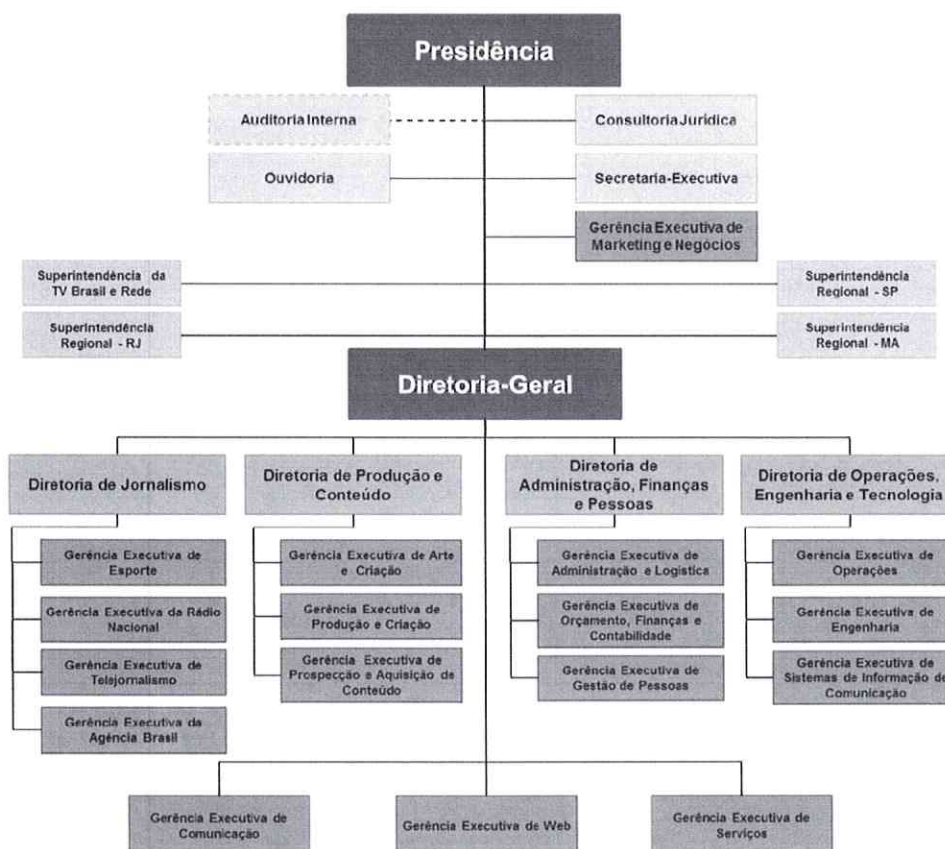 Presidência
Auditoria Interna
Consultoria Jurídica
Ouvidoria
Secretaria-Executiva
Gerência Executiva de
Marketing e Negócios
Superintendência da
TV Brasil e Rede
Superintendência
Regional - SP
Superintendência
Regional - RJ
Superintendência
Regional - MA
Diretoria-Geral
Diretoria de Jornalismo
Diretoria de Produção e
Conteúdo
Diretoria de
Administração, Finanças
e Pessoas
Diretoria de Operações,
Engenharia e Tecnologia
Gerência Executiva de
Esporte
Gerência Executiva da Rádio
Nacional
Gerência Executiva de
Telejornalismo
Gerência Executiva da
Agência Brasil
Gerência Executiva de Arte
e Criação
Gerência Executiva de
Produção e Criação
Gerência Executiva de
Prospecção e Aquisição de
Conteúdo
Gerência Executiva de
Administração e Logística
Gerência Executiva de
Orçamento, Finanças e
Contabilidade
Gerência Executiva de
Gestão de Pessoas
Gerência Executiva de
Operações
Gerência Executiva de
Engenharia
Gerência Executiva de
Sistemas de Informação de
Comunicação
Gerência Executiva de
Comunicação
Gerência Executiva de Web
Gerência Executiva de
Serviços